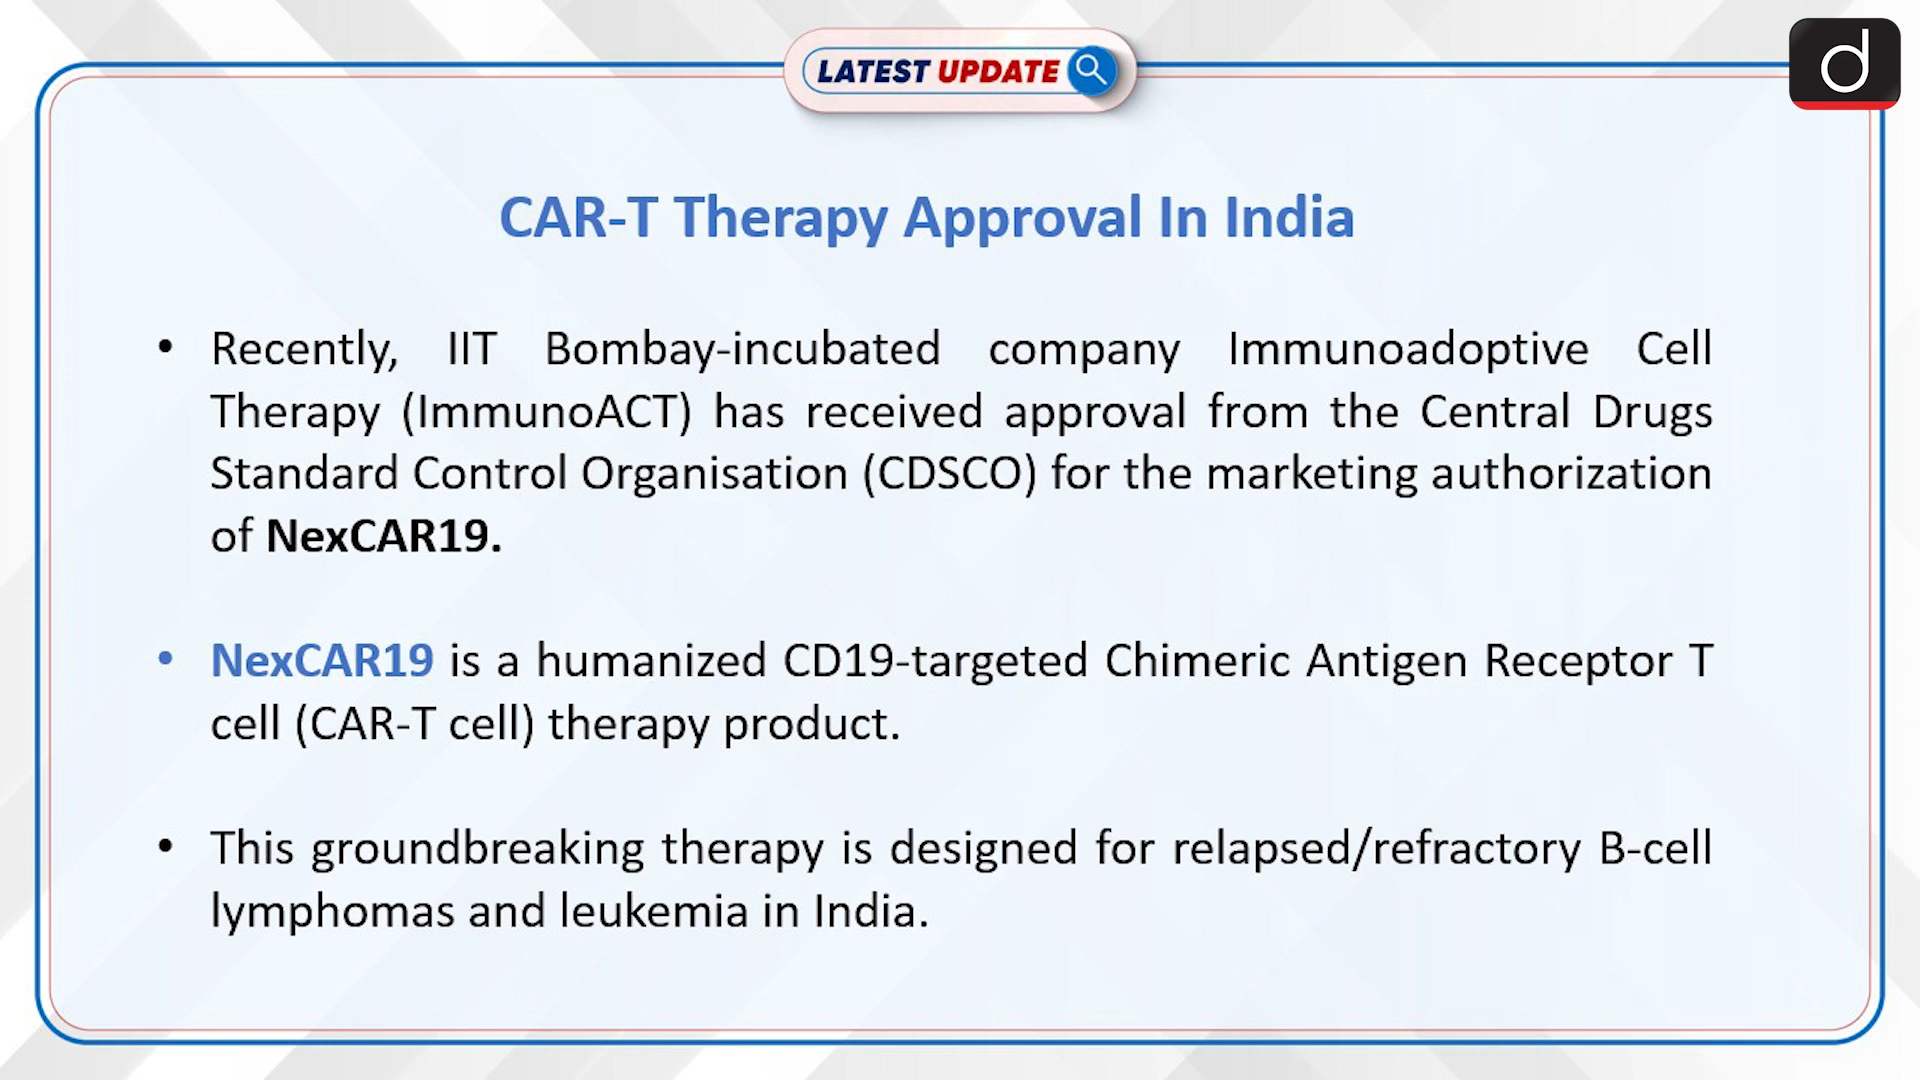 LATEST UPDATE
d
CAR-T Therapy Approval In India
• Recently, IIT Bombay-incubated company Immunoadoptive Cell
Therapy (ImmunoACT) has received approval from the Central Drugs
Standard Control Organisation (CDSCO) for the marketing authorization
of NexCAR19.
• NexCAR19 is a humanized CD19-targeted Chimeric Antigen Receptor T
cell (CAR-T cell) therapy product.
• This groundbreaking therapy is designed for relapsed/refractory B-cell
lymphomas and leukemia in India.